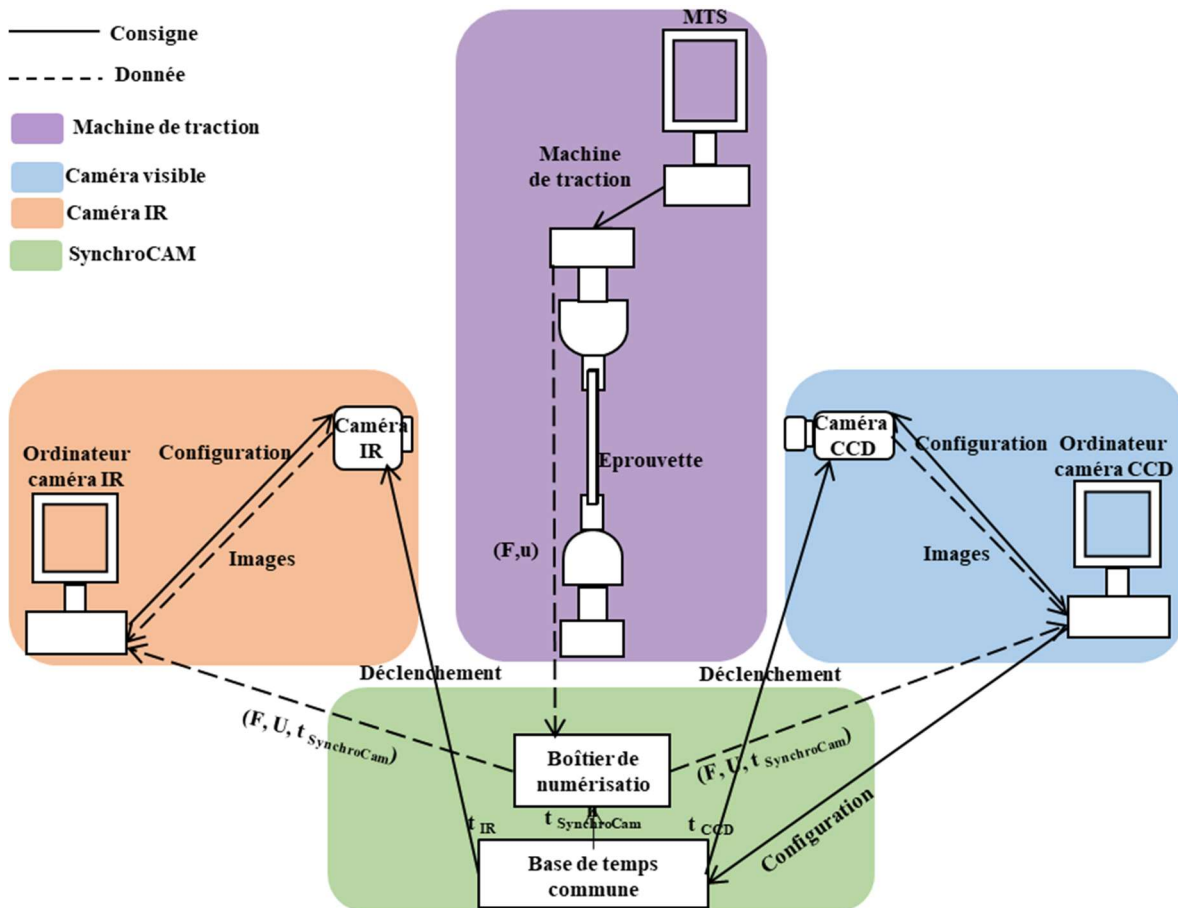 Consigne
Donnée
Machine de traction
Caméra visible
Caméra IR
SynchroCAM
MTS
Machine
de traction
Eprouvette
(F,u)
Caméra
IR
Configuration
Ordinateur
caméra IR
Images
Caméra
CCD
Configuration
Ordinateur
caméra CCD
Images
Déclenchement
Déclenchement
(F, U, t SynchroCam)
(F, U, t SynchroCam)
Boîtier de
numérisatio
t IR
t SynchroCam
t CCD
Configuration
Base de temps
commune